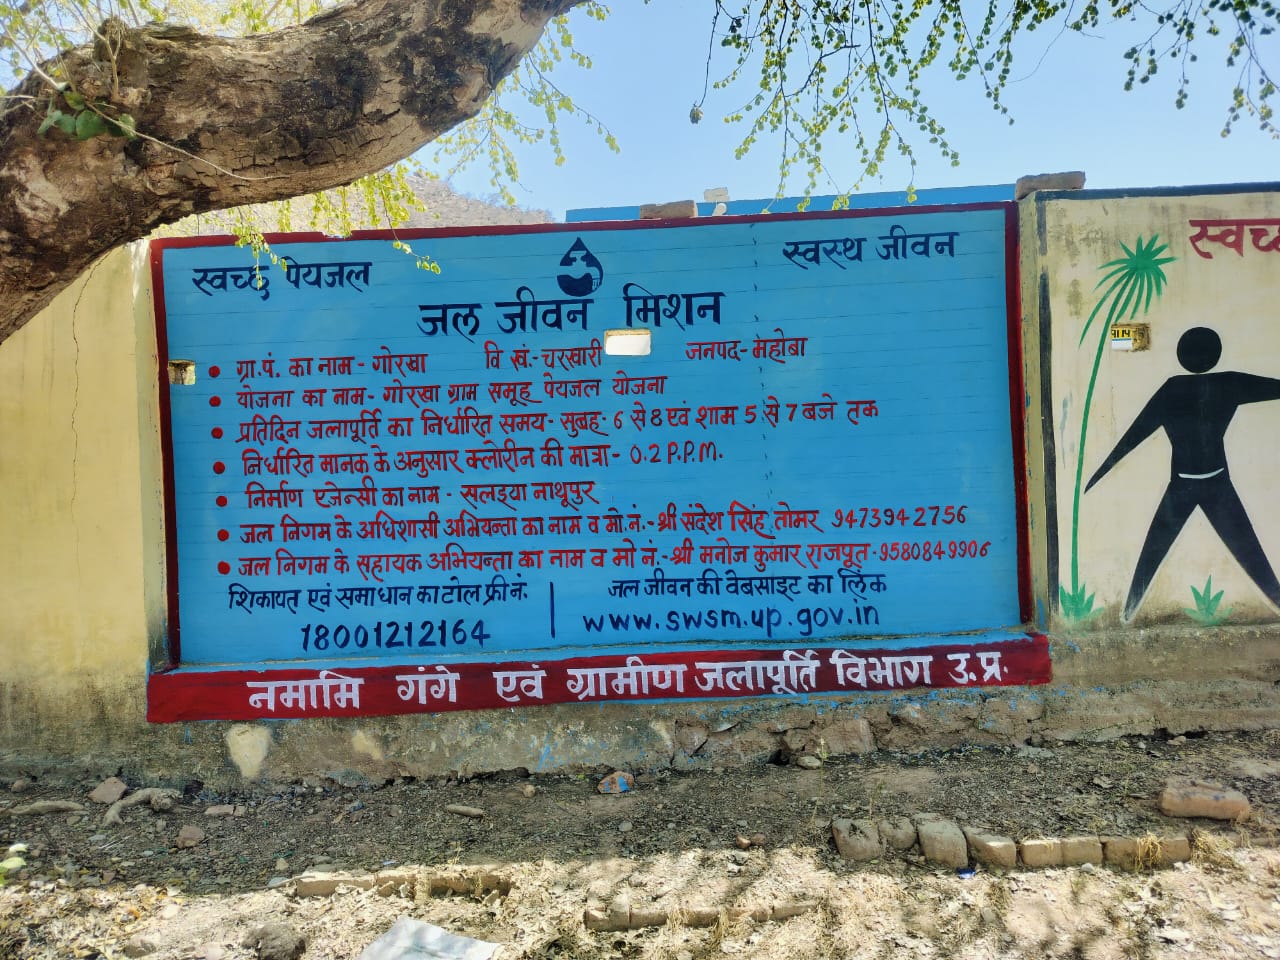 स्वच्छ पेयजल
स्वस्थ जीवन
जल जीवन मिशन
ग्रा.पं. का नाम - गोरखा वि खं.- चरखारी जनपद- महोबा
योजना का नाम- गोरखा ग्राम समूह पेयजल योजना
प्रतिदिन जलापूर्ति का निर्धारित समय- सुबह- 6 से 8 एवं शाम 5 से 7 बजे तक
निर्धारित मानक के अनुसार क्लोरीन की मात्रा- 0.2 P.P.M.
निर्माण एजेन्सी का नाम - सलइया नाथूपुर
जल निगम के अधिशासी अभियन्ता का नाम व मो.नं.- श्री संदेश सिंह तोमर 9473942756
जल निगम के सहायक अभियन्ता का नाम व मो नं.- श्री मनोज कुमार राजपूत- 9580849906
शिकायत एवं समाधान का टोल फ्री नं.
18001212164
जल जीवन की वेबसाइट का लिंक
www.swsm.up.gov.in
नमामि गंगे एवं ग्रामीण जलापूर्ति विभाग उ.प्र.